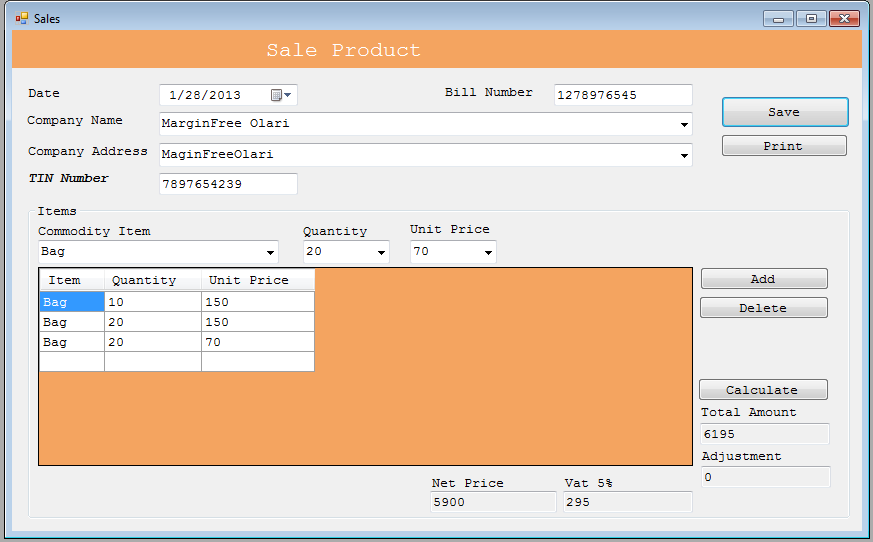 Sales
Sale Product
Date 1/28/2013 Bill Number 1278976545
Company Name MarginFree Olari Save
Company Address MaginFreeOlari Print
TIN Number 7897654239
Items
Commodity Item Quantity Unit Price
Bag 20 70
Item Quantity Unit Price Add
Bag 10 150 Delete
Bag 20 150
Bag 20 70
Calculate
Total Amount
6195
Adjustment
0
Net Price Vat 5%
5900 295